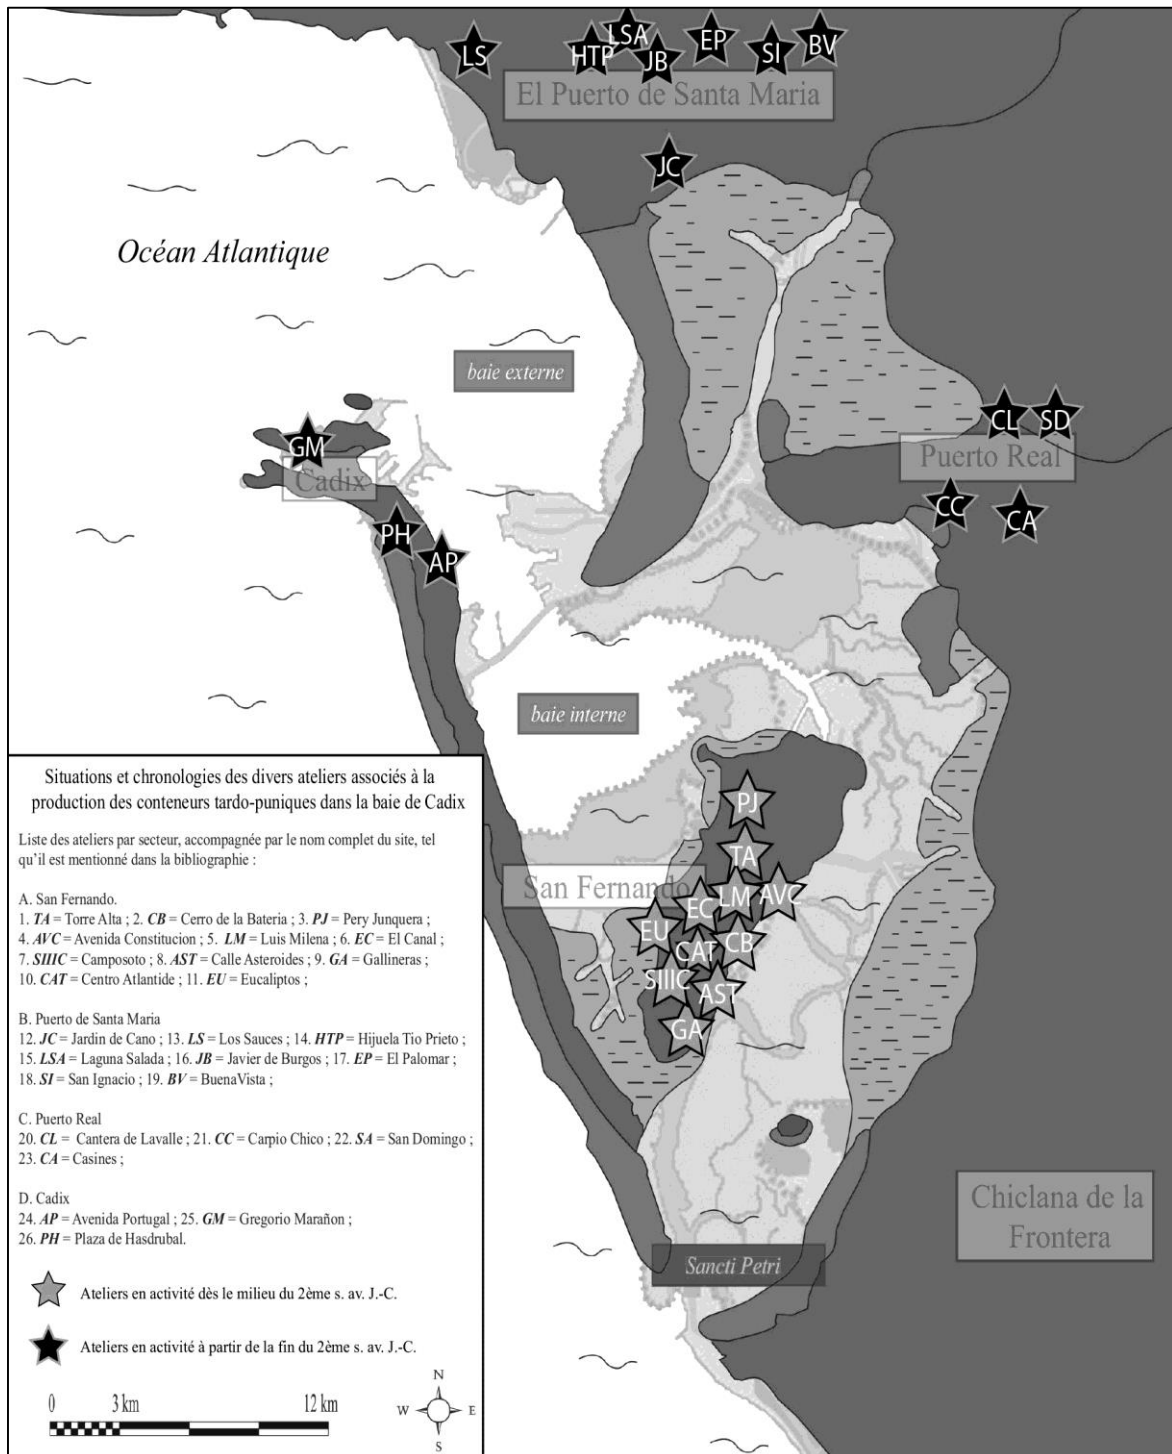 LS
HTP
LSA
JB
EP
SI
BV
El Puerto de Santa Maria
JC
Océan Atlantique
baie externe
GM
Cadix
PH
AP
CL
SD
Puerto Real
CC
CA
baie interne
PJ
TA
San Fernando
EC
LM
AVC
EU
CAT
CB
SIIIC
AST
GA
Chiclana de la
Frontera
Sancti Petri
Situations et chronologies des divers ateliers associés à la
production des conteneurs tardo-puniques dans la baie de Cadix
Liste des ateliers par secteur, accompagnée par le nom complet du site, tel
qu'il est mentionné dans la bibliographie :
A. San Fernando.
1. TA = Torre Alta ; 2. CB = Cerro de la Bateria ; 3. PJ = Pery Junquera ;
4. AVC = Avenida Constitucion ; 5. LM = Luis Milena ; 6. EC = El Canal ;
7. SIIIC = Camposoto ; 8. AST = Calle Asteroides ; 9. GA = Gallineras ;
10. CAT = Centro Atlantide ; 11. EU = Eucaliptos ;
B. Puerto de Santa Maria
12. JC = Jardin de Cano ; 13. LS = Los Sauces ; 14. HTP = Hijuela Tio Prieto ;
15. LSA = Laguna Salada ; 16. JB = Javier de Burgos ; 17. EP = El Palomar ;
18. SI = San Ignacio ; 19. BV = BuenaVista ;
C. Puerto Real
20. CL = Cantera de Lavalle ; 21. CC = Carpio Chico ; 22. SA = San Domingo ;
23. CA = Casines ;
D. Cadix
24. AP = Avenida Portugal ; 25. GM = Gregorio Marañon ;
26. PH = Plaza de Hasdrubal.
Ateliers en activité dès le milieu du 2ème s. av. J.-C.
Ateliers en activité à partir de la fin du 2ème s. av. J.-C.
0 3 km 12 km
N
W E
S